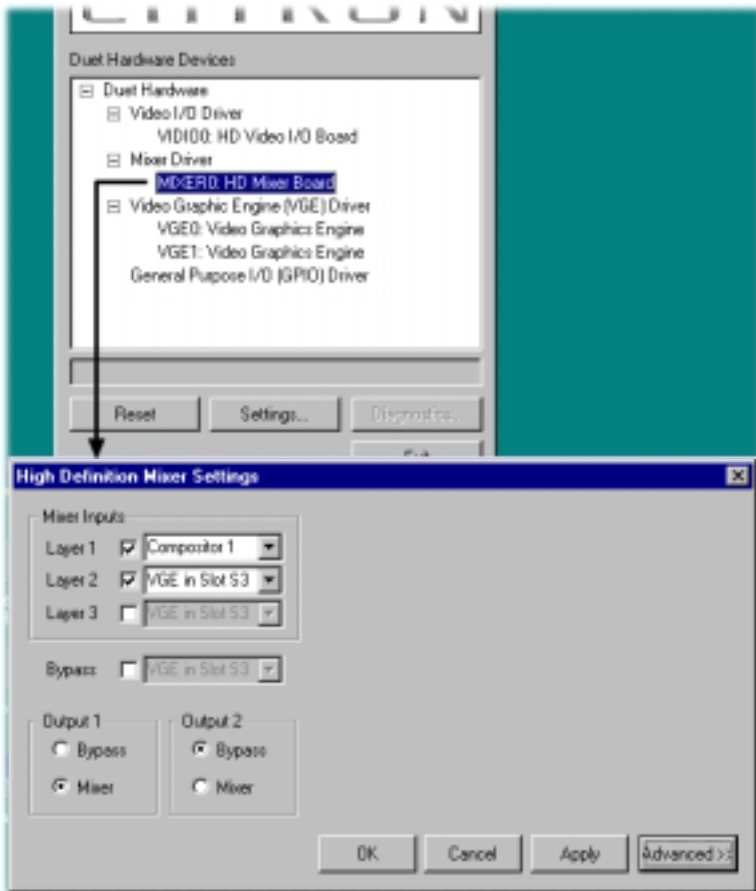 Duet Hardware Devices
Duet Hardware
Video I/O Driver
VIDIO0: HD Video I/O Board
Mixer Driver
MIXER0: HD Mixer Board
Video Graphic Engine (VGE) Driver
VGE0: Video Graphics Engine
VGE1: Video Graphics Engine
General Purpose I/O (GPIO) Driver
Reset Settings... Diagnostics...
Exit
High Definition Mixer Settings
Mixer Inputs
Layer 1 Compositor 1
Layer 2 VGE in Slot S3
Layer 3 VGE in Slot S3
Bypass VGE in Slot S3
Output 1 Output 2
Bypass Bypass
Mixer Mixer
OK Cancel Apply Advanced >>